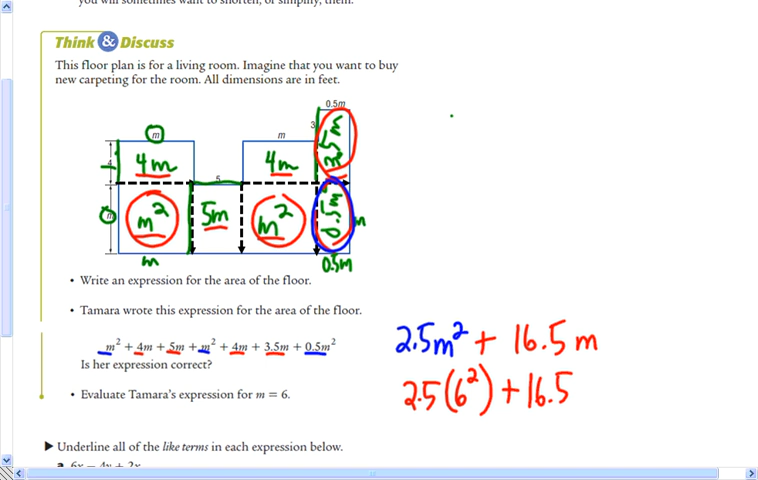 you will sometimes want to shorten, or simplify, them.
Think & Discuss
This floor plan is for a living room. Imagine that you want to buy
new carpeting for the room. All dimensions are in feet.
0.5m
m
m
3
4
4m
4m
3.5m
5
m
m²
5m
m²
0.5m²
m
m
0.5m
• Write an expression for the area of the floor.
• Tamara wrote this expression for the area of the floor.
m² + 4m + 5m + m² + 4m + 3.5m + 0.5m²
Is her expression correct?
• Evaluate Tamara's expression for m = 6.
2.5m² + 16.5 m
2.5(6²) + 16.5
▶ Underline all of the like terms in each expression below.
a. 6x − 4y + 2x